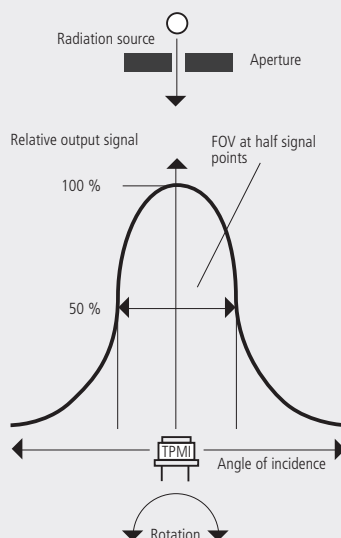 Radiation source
Aperture
Relative output signal
FOV at half signal
points
100 %
50 %
TPMI
Angle of incidence
Rotation